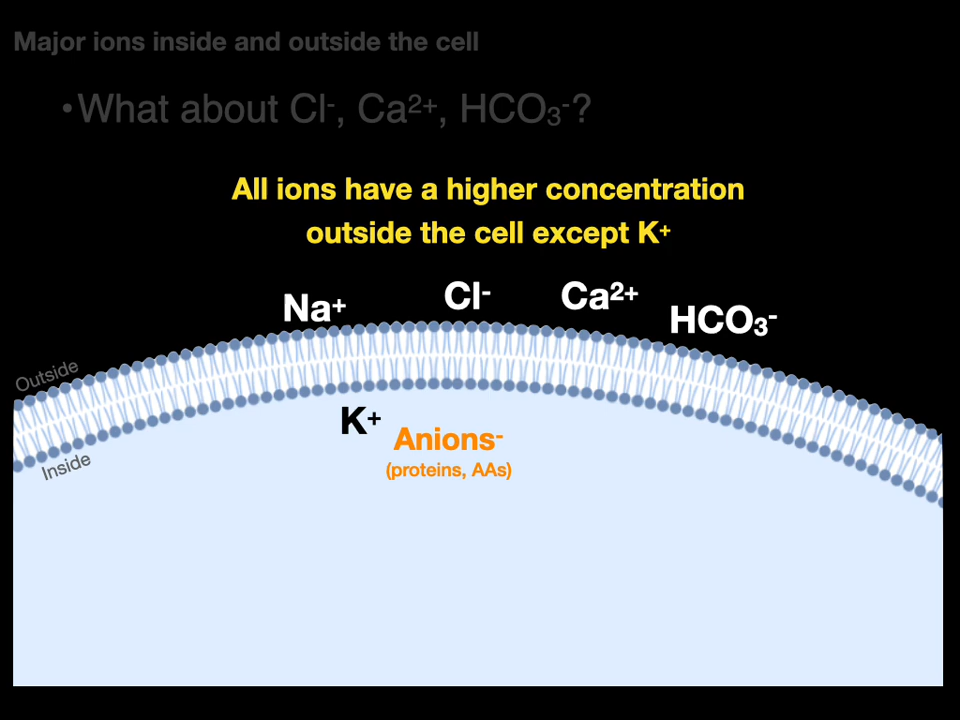 Major ions inside and outside the cell
•What about Cl⁻, Ca²⁺, HCO₃⁻?
All ions have a higher concentration
outside the cell except K⁺
Na⁺ Cl⁻ Ca²⁺ HCO₃⁻
Outside
K⁺ Anions⁻
Inside (proteins, AAs)